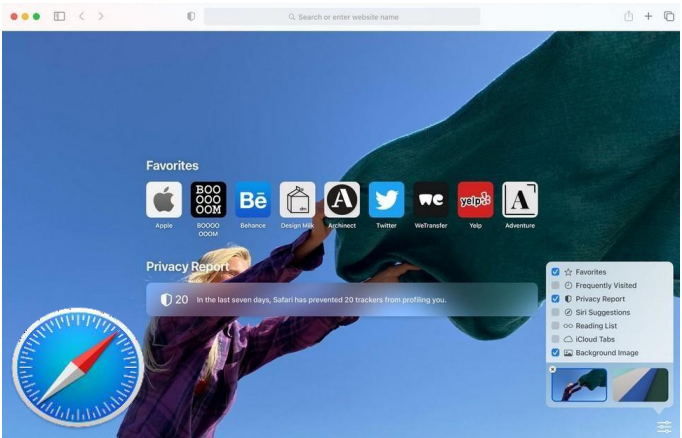 Search or enter website name
Favorites
BOO
OOO
OOM
Bē
dm
A
we
yelp
A
Apple
BOOOO
OOOM
Behance
Design Milk
Archinect
Twitter
WeTransfer
Yelp
Adventure
Privacy Report
20 In the last seven days, Safari has prevented 20 trackers from profiling you.
Favorites
Frequently Visited
Privacy Report
Siri Suggestions
Reading List
iCloud Tabs
Background Image